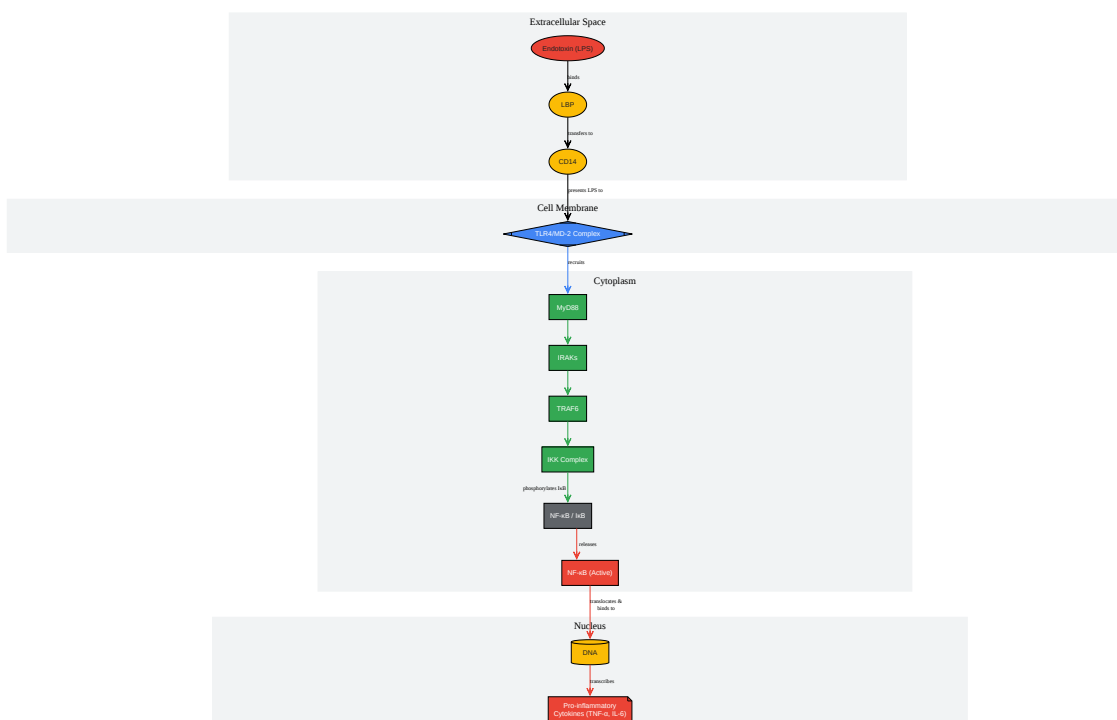 Extracellular Space
Endotoxin (LPS)
binds
LBP
transfers to
CD14
presents LPS to
Cell Membrane
TLR4/MD-2 Complex
recruits
Cytoplasm
MyD88
IRAKs
TRAF6
IKK Complex
phosphorylates IκB
NF-κB / IκB
releases
NF-κB (Active)
translocates &
binds to
Nucleus
DNA
transcribes
Pro-inflammatory
Cytokines (TNF-α, IL-6)